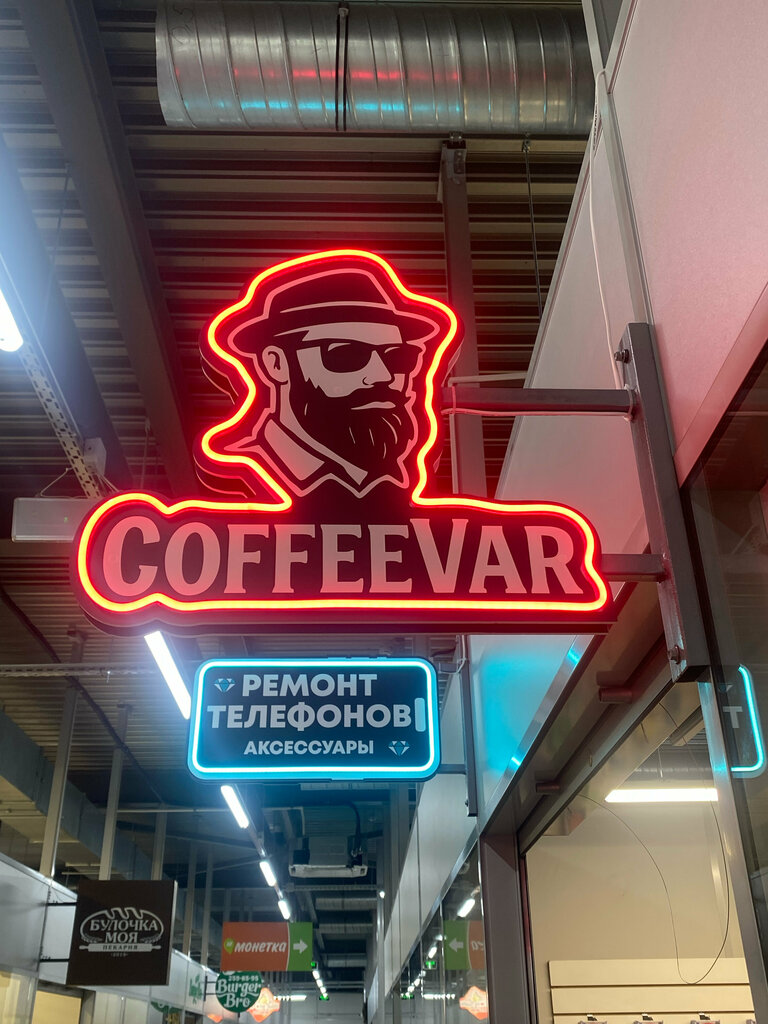 COFFEEVAR
РЕМОНТ
ТЕЛЕФОНОВ
АКСЕССУАРЫ
Т
БУЛОЧКА
МОЯ
ПЕКАРНЯ
МОНЕТКА
Burger
Bro